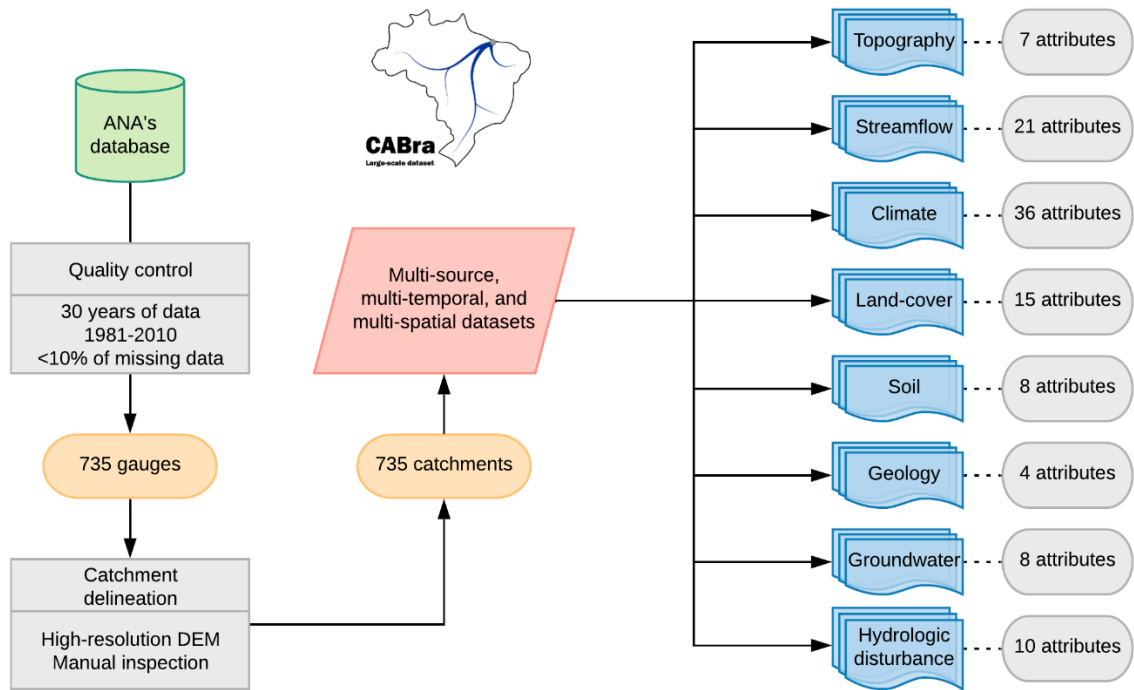 ANA's
database
Quality control
30 years of data
1981-2010
<10% of missing data
735 gauges
Catchment
delineation
High-resolution DEM
Manual inspection
CABra
Large-scale dataset
Multi-source,
multi-temporal, and
multi-spatial datasets
735 catchments
Topography
7 attributes
Streamflow
21 attributes
Climate
36 attributes
Land-cover
15 attributes
Soil
8 attributes
Geology
4 attributes
Groundwater
8 attributes
Hydrologic
disturbance
10 attributes